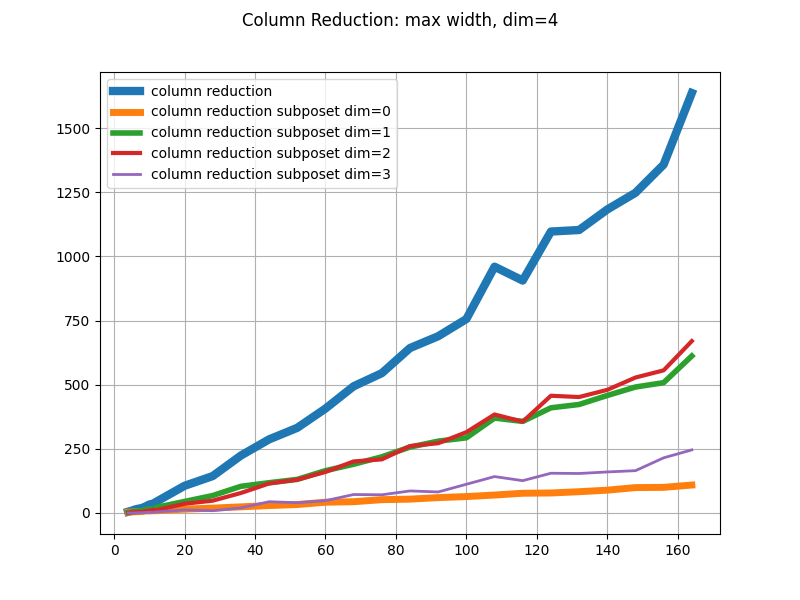 Column Reduction: max width, dim=4
column reduction
column reduction subposet dim=0
column reduction subposet dim=1
column reduction subposet dim=2
column reduction subposet dim=3
1500
1250
1000
750
500
250
0
0 20 40 60 80 100 120 140 160